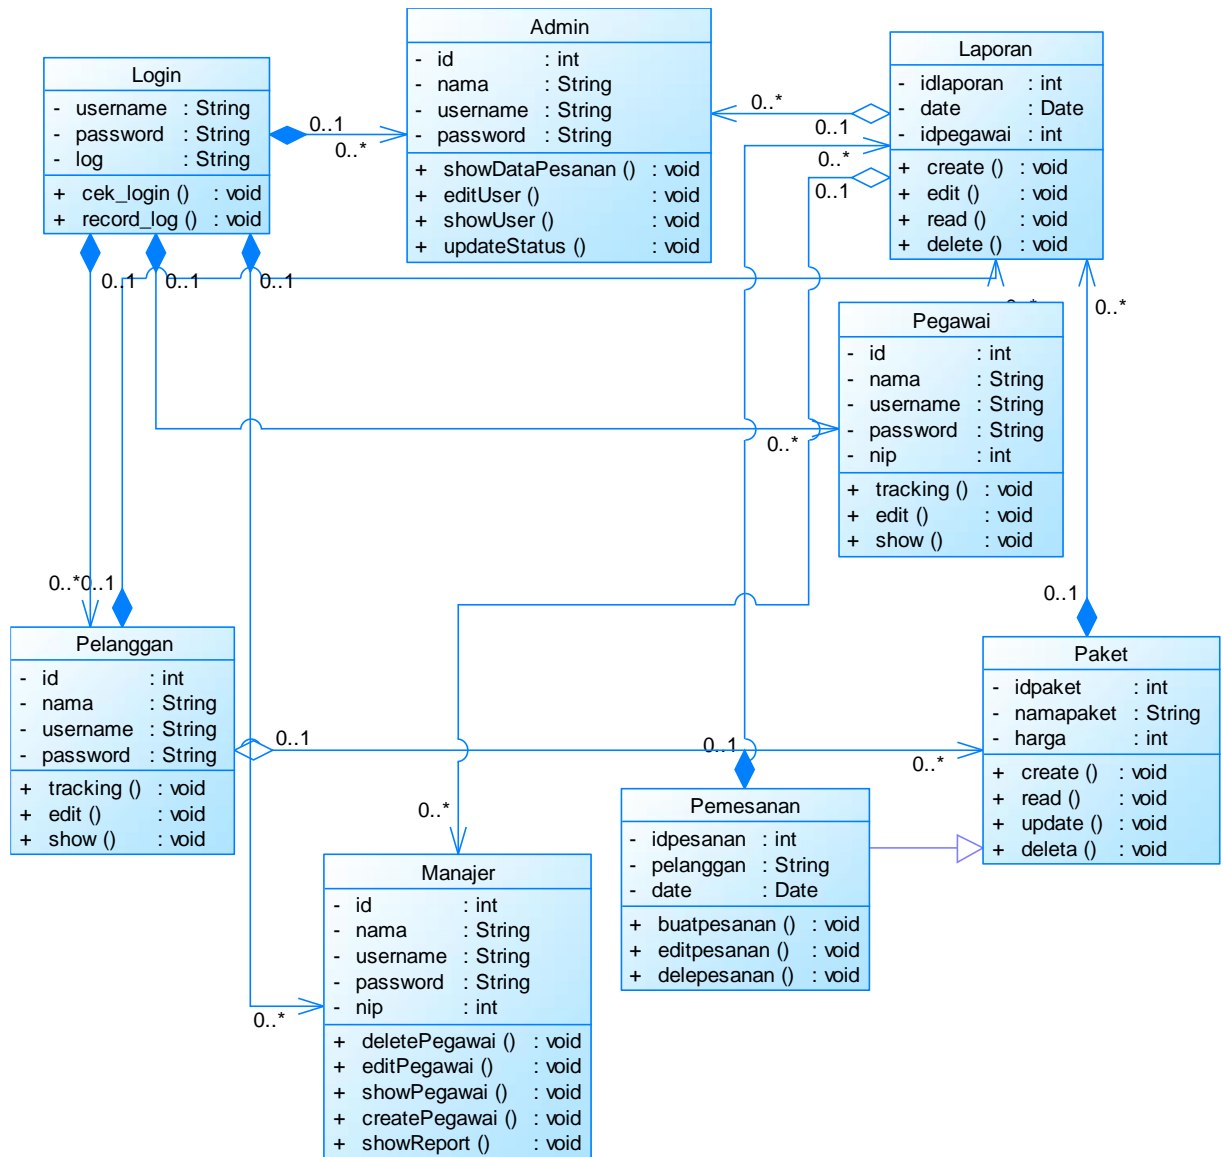 Login
- username : String
- password : String
- log : String
+ cek_login () : void
+ record_log () : void
Admin
- id : int
- nama : String
- username : String
- password : String
+ showDataPesanan () : void
+ editUser () : void
+ showUser () : void
+ updateStatus () : void
Laporan
- idlaporan : int
- date : Date
- idpegawai : int
+ create () : void
+ edit () : void
+ read () : void
+ delete () : void
0..1
0..*
0..*
0..1
0..*
0..1
0..1
0..1
0..1
0..*
0..*
Pegawai
- id : int
- nama : String
- username : String
- password : String
- nip : int
+ tracking () : void
+ edit () : void
+ show () : void
0..*
0..*
0..1
0..1
Pelanggan
- id : int
- nama : String
- username : String
- password : String
+ tracking () : void
+ edit () : void
+ show () : void
Paket
- idpaket : int
- namapaket : String
- harga : int
+ create () : void
+ read () : void
+ update () : void
+ deleta () : void
0..1
0..1
0..*
0..*
Pemesanan
- idpesanan : int
- pelanggan : String
- date : Date
+ buatpesanan () : void
+ editpesanan () : void
+ delepesanan () : void
Manajer
- id : int
- nama : String
- username : String
- password : String
- nip : int
+ deletePegawai () : void
+ editPegawai () : void
+ showPegawai () : void
+ createPegawai () : void
+ showReport () : void
0..*